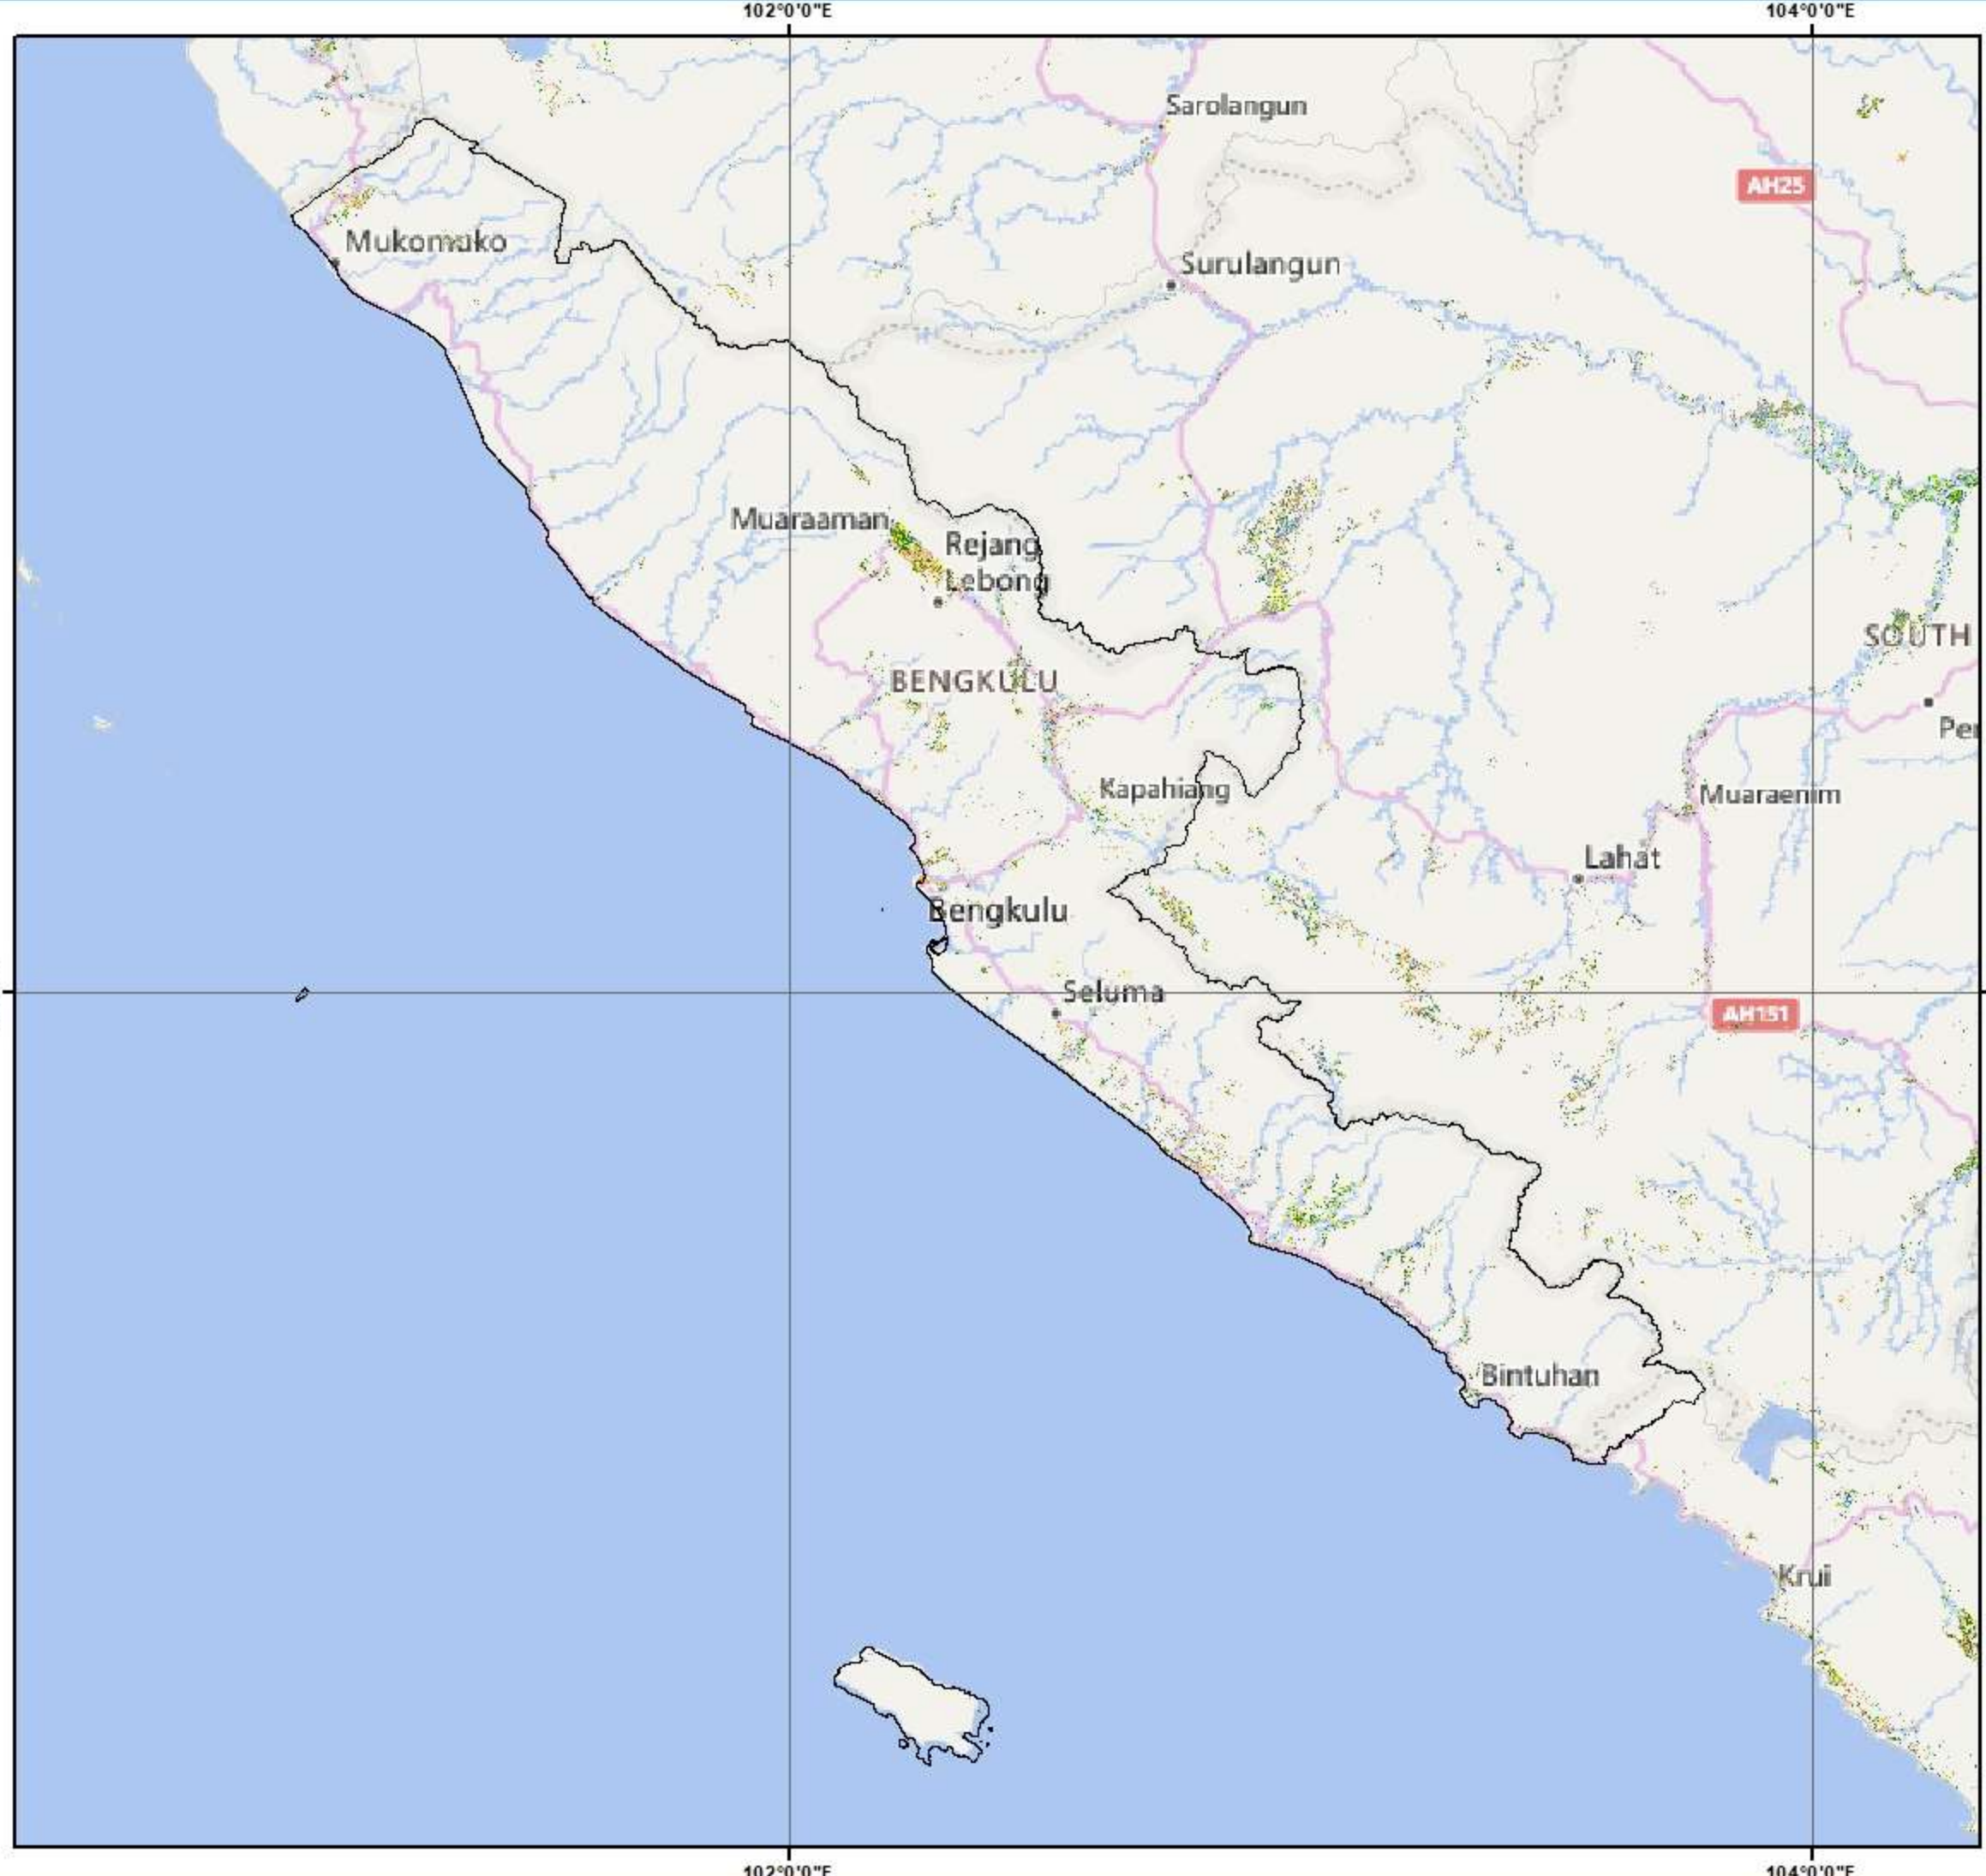 102°0'0"E
104°0'0"E
Sarolangun
AH25
Mukomuko
Surulangun
Muaraaman
Rejang
Lebong
SOUTH
BENGKULU
Per
Kapahiang
Muaraenim
Lahat
Bengkulu
Seluma
AH151
Bintuhan
Krui
102°0'0"E
104°0'0"E